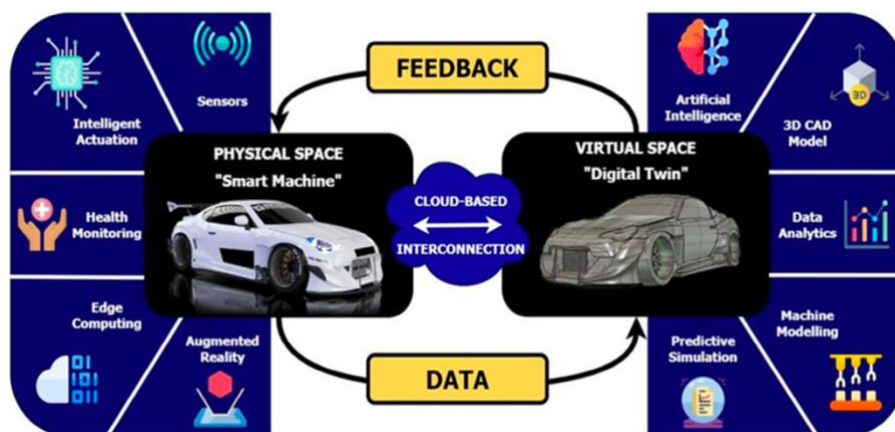 FEEDBACK
Sensors
Intelligent
Actuation
Health
Monitoring
Edge
Computing
Augmented
Reality
PHYSICAL SPACE
"Smart Machine"
CLOUD-BASED
INTERCONNECTION
VIRTUAL SPACE
"Digital Twin"
Artificial
Intelligence
3D
3D CAD
Model
Data
Analytics
Machine
Modelling
Predictive
Simulation
DATA